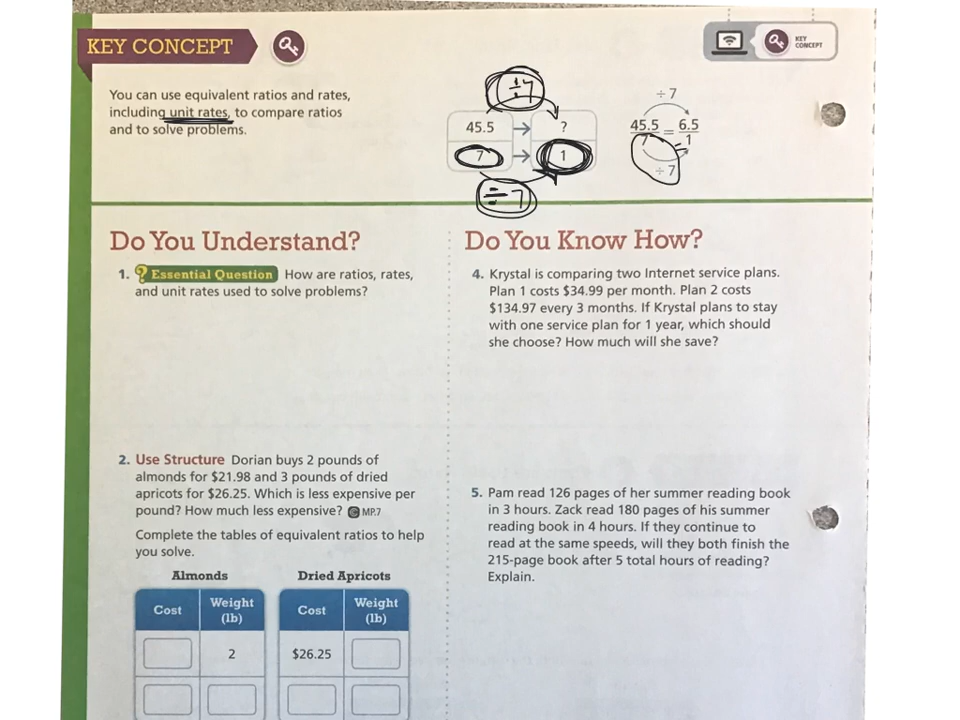 KEY CONCEPT
KEY
CONCEPT
You can use equivalent ratios and rates,
including unit rates, to compare ratios
and to solve problems.
÷7
45.5 → ?
7 → 1
÷7
÷ 7
45.5 = 6.5
7 1
÷ 7
Do You Understand?
1. ? Essential Question How are ratios, rates,
and unit rates used to solve problems?
2. Use Structure Dorian buys 2 pounds of
almonds for $21.98 and 3 pounds of dried
apricots for $26.25. Which is less expensive per
pound? How much less expensive? MP.7
Complete the tables of equivalent ratios to help
you solve.
Almonds Dried Apricots
Cost Weight (lb) Cost Weight (lb)
2 $26.25
Do You Know How?
4. Krystal is comparing two Internet service plans.
Plan 1 costs $34.99 per month. Plan 2 costs
$134.97 every 3 months. If Krystal plans to stay
with one service plan for 1 year, which should
she choose? How much will she save?
5. Pam read 126 pages of her summer reading book
in 3 hours. Zack read 180 pages of his summer
reading book in 4 hours. If they continue to
read at the same speeds, will they both finish the
215-page book after 5 total hours of reading?
Explain.